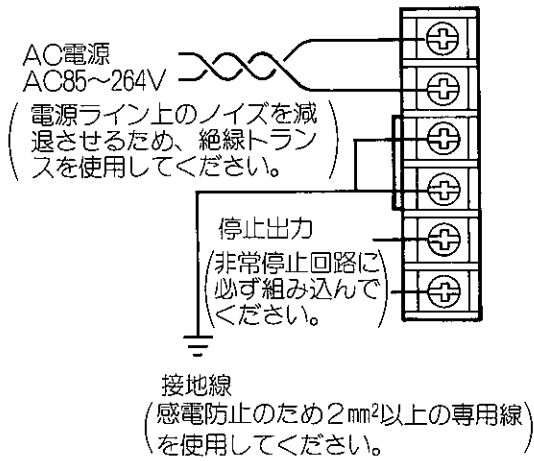 AC電源
AC85～264V
(電源ライン上のノイズを減
退させるため、絶縁トラン
スを使用してください。)
停止出力
(非常停止回路に
必ず組み込んで
ください。)
接地線
(感電防止のため2mm²以上の専用線
を使用してください。)